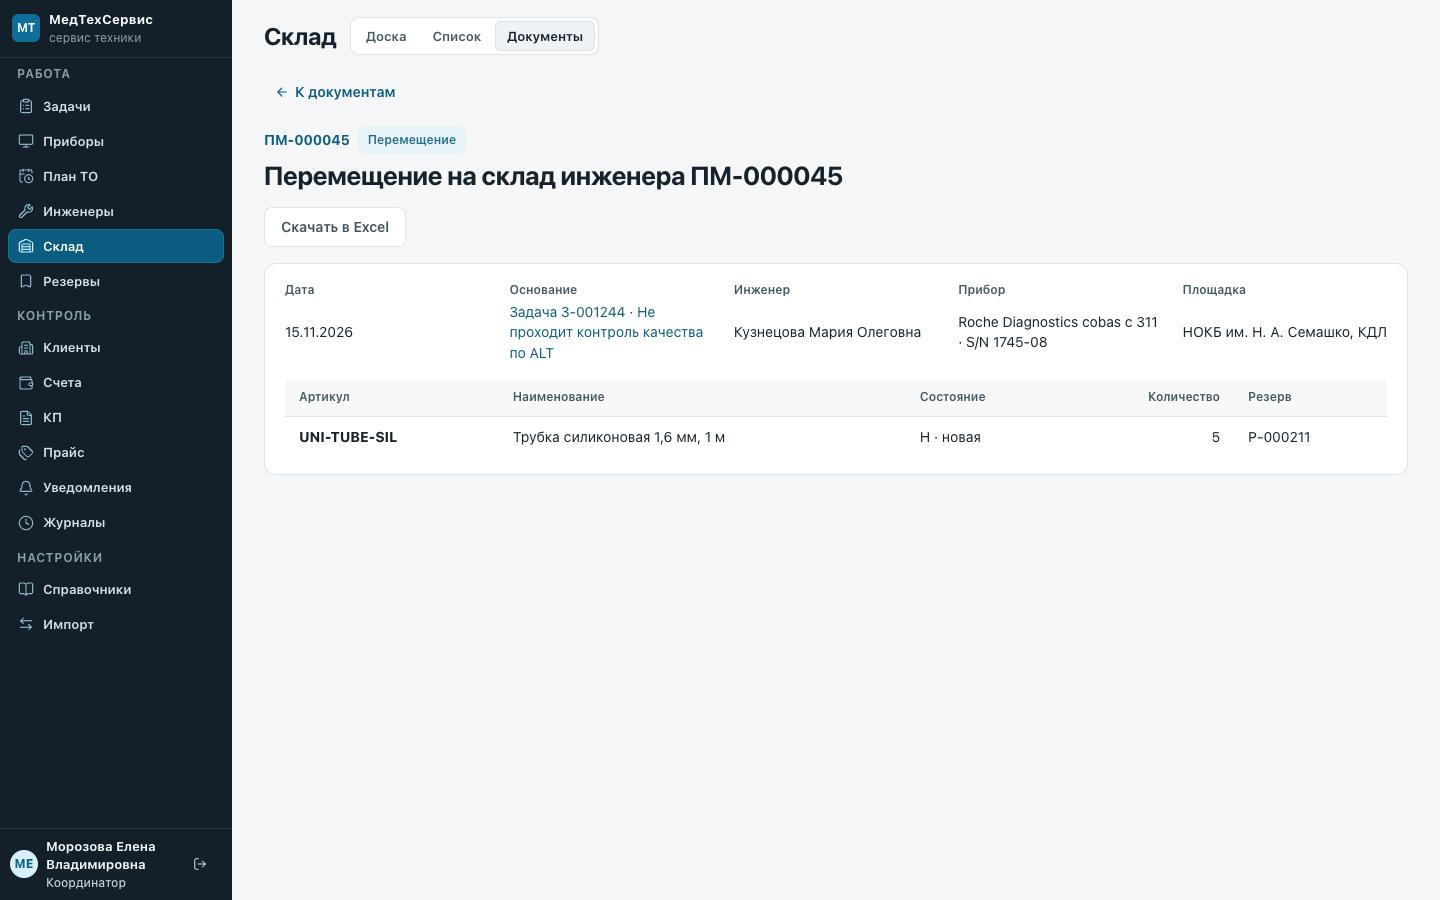 МТ
МедТехСервис
сервис техники
РАБОТА
Задачи
Приборы
План ТО
Инженеры
Склад
Резервы
КОНТРОЛЬ
Клиенты
Счета
КП
Прайс
Уведомления
Журналы
НАСТРОЙКИ
Справочники
Импорт
МЕ
Морозова Елена
Владимировна
Координатор
Склад
Доска
Список
Документы
← К документам
ПМ-000045
Перемещение
Перемещение на склад инженера ПМ-000045
Скачать в Excel
Дата
Основание
Инженер
Прибор
Площадка
15.11.2026
Задача З-001244 · Не
проходит контроль качества
по ALT
Кузнецова Мария Олеговна
Roche Diagnostics cobas c 311
· S/N 1745-08
НОКБ им. Н. А. Семашко, КДЛ
Артикул
Наименование
Состояние
Количество
Резерв
UNI-TUBE-SIL
Трубка силиконовая 1,6 мм, 1 м
Н · новая
5
Р-000211